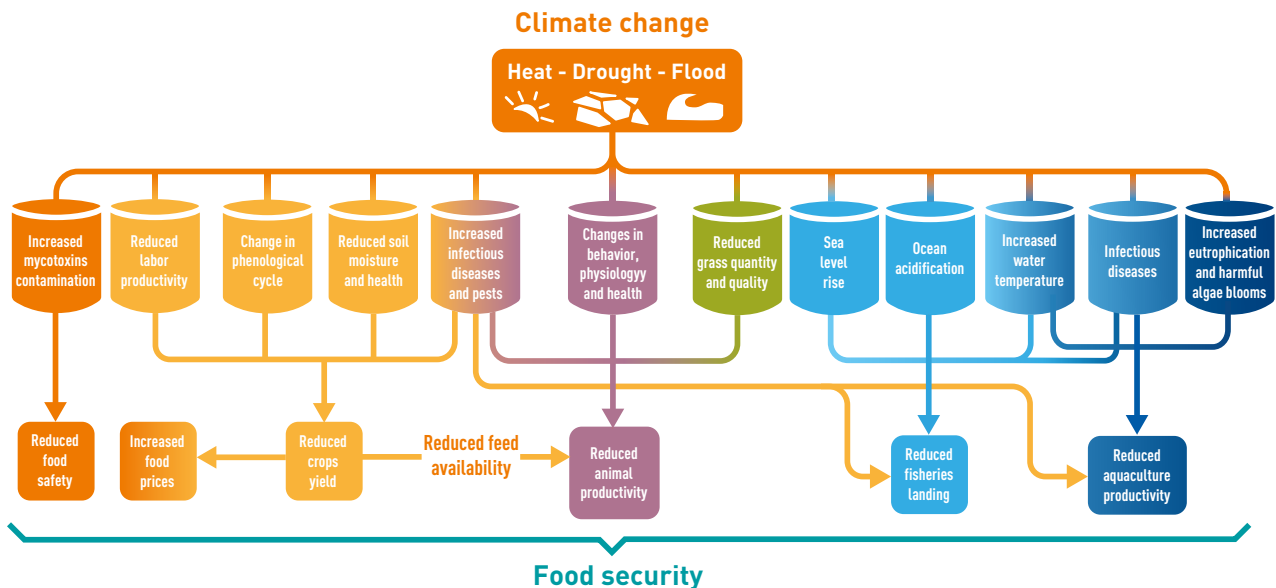 Climate change
Heat - Drought - Flood
Increased
mycotoxins
contamination
Reduced
labor
productivity
Change in
phenological
cycle
Reduced soil
moisture
and health
Increased
infectious
diseases
and pests
Changes in
behavior,
physiologyy
and health
Reduced
grass quantity
and quality
Sea
level
rise
Ocean
acidification
Increased
water
temperature
Infectious
diseases
Increased
eutrophication
and harmful
algae blooms
Reduced
food
safety
Increased
food
prices
Reduced
crops
yield
Reduced feed
availability
Reduced
animal
productivity
Reduced
fisheries
landing
Reduced
aquaculture
productivity
Food security